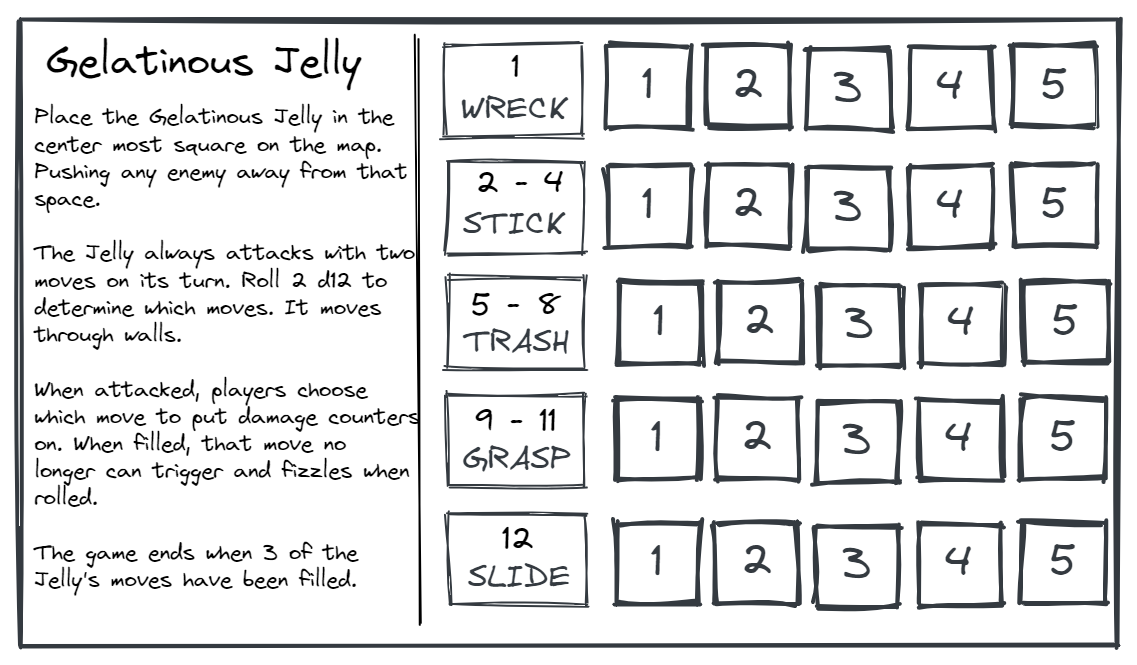 Gelatinous Jelly
Place the Gelatinous Jelly in the
center most square on the map.
Pushing any enemy away from that
space.
The Jelly always attacks with two
moves on its turn. Roll 2 d12 to
determine which moves. It moves
through walls.
When attacked, players choose
which move to put damage counters
on. When filled, that move no
longer can trigger and fizzles when
rolled.
The game ends when 3 of the
Jelly's moves have been filled.
1
WRECK
1 2 3 4 5
2 - 4
STICK
1 2 3 4 5
5 - 8
TRASH
1 2 3 4 5
9 - 11
GRASP
1 2 3 4 5
12
SLIDE
1 2 3 4 5